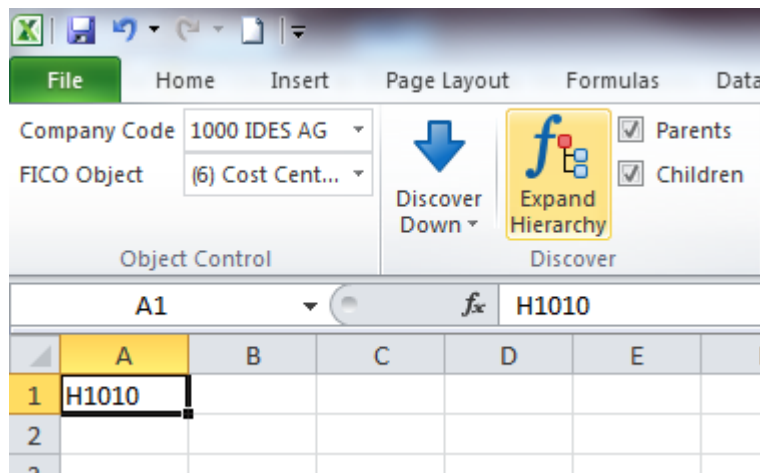 File Home Insert Page Layout Formulas Data
Company Code 1000 IDES AG
Parents
FICO Object (6) Cost Cent...
Children
Discover Down
Expand Hierarchy
Object Control
Discover
A1 fx H1010
A B C D E
1 H1010
2